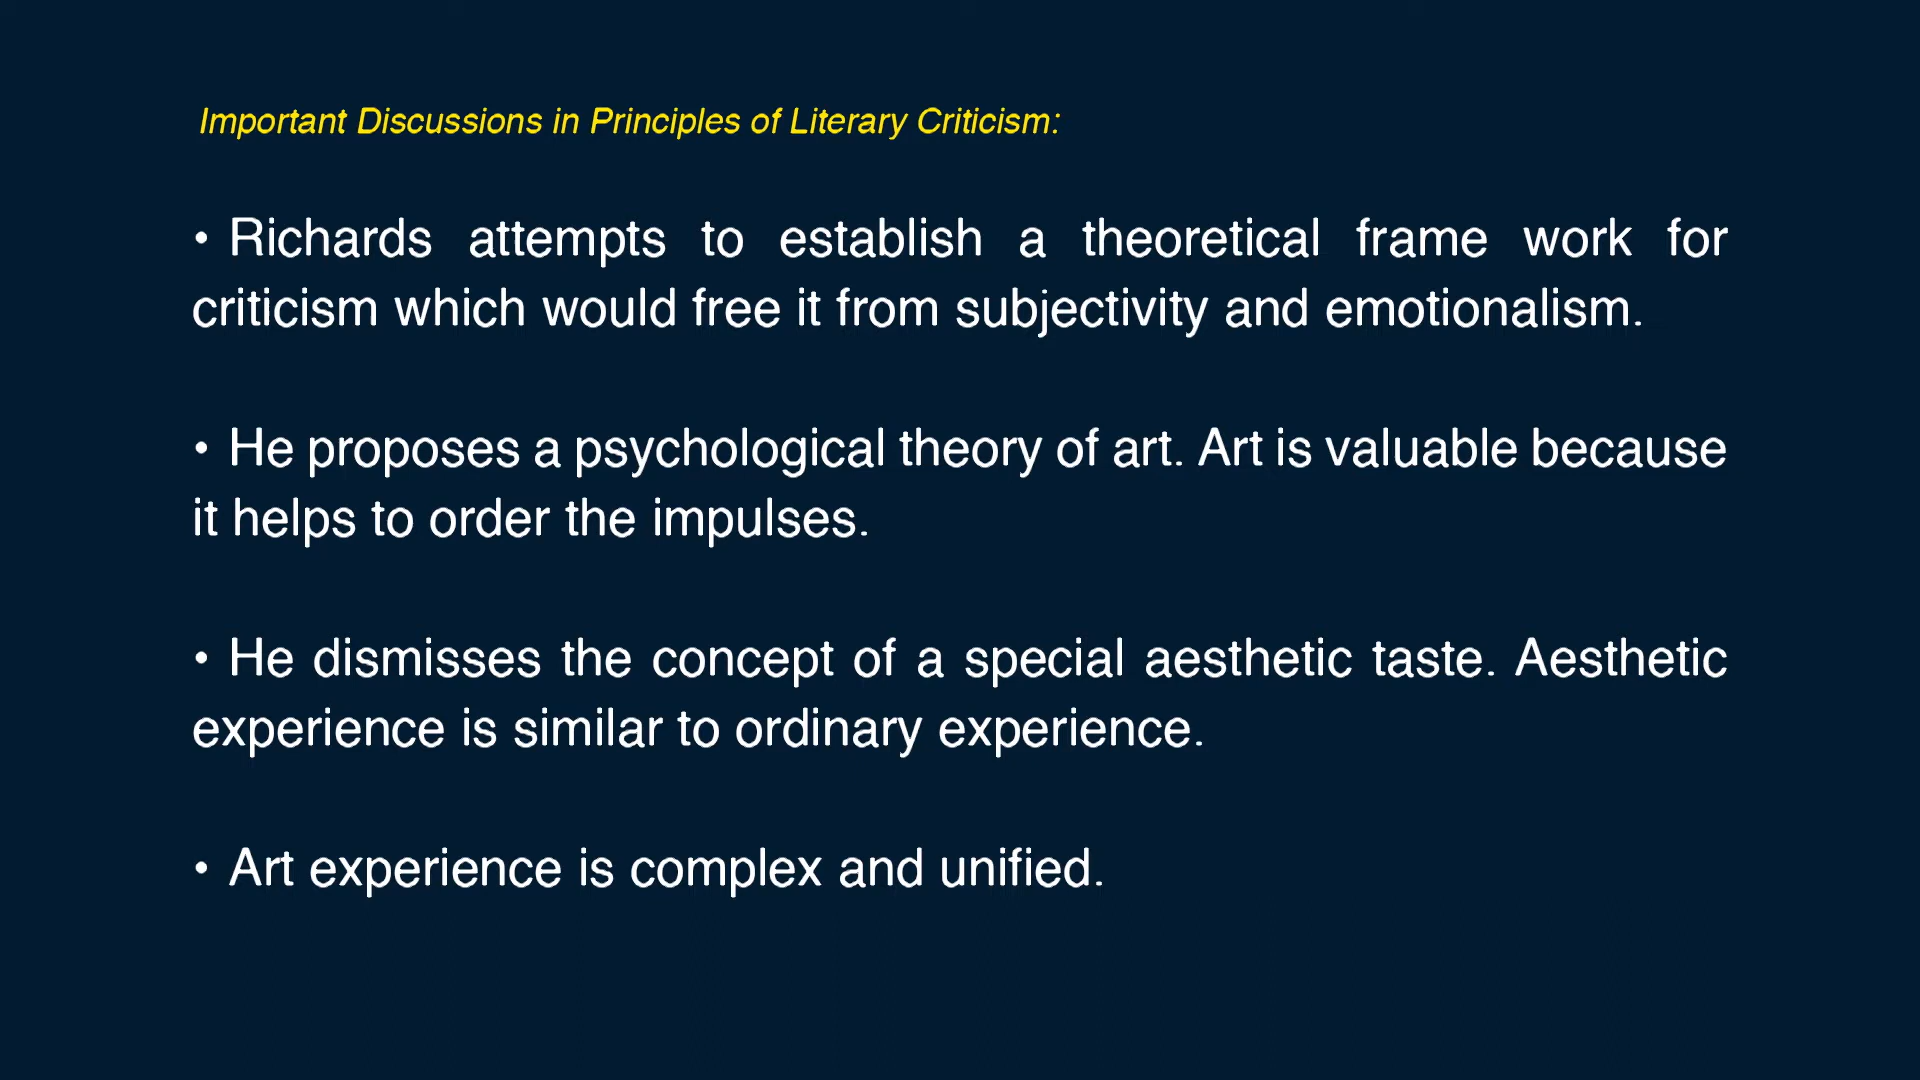 Important Discussions in Principles of Literary Criticism:
• Richards attempts to establish a theoretical frame work for
criticism which would free it from subjectivity and emotionalism.
• He proposes a psychological theory of art. Art is valuable because
it helps to order the impulses.
• He dismisses the concept of a special aesthetic taste. Aesthetic
experience is similar to ordinary experience.
• Art experience is complex and unified.